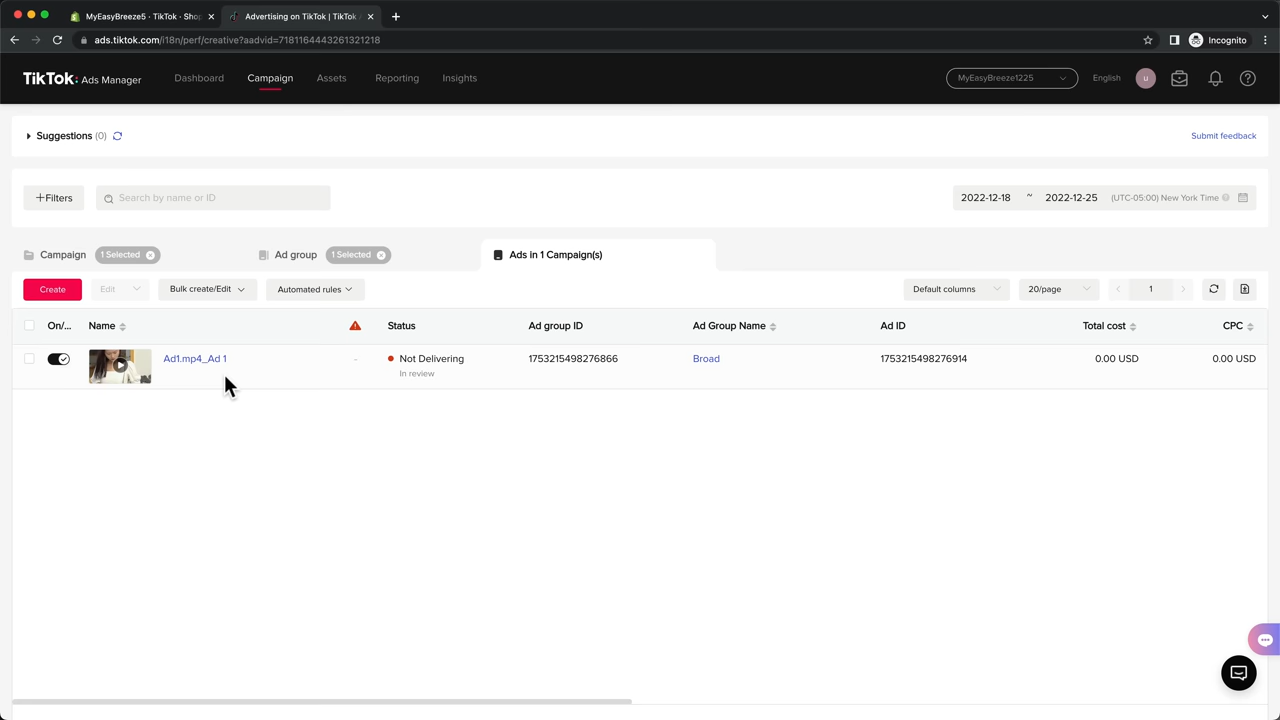 MyEasyBreeze5 · TikTok · Shop
Advertising on TikTok | TikTok A
ads.tiktok.com/i18n/perf/creative?aadvid=7181164443261321218
Incognito
TikTok: Ads Manager
Dashboard
Campaign
Assets
Reporting
Insights
MyEasyBreeze1225
English
u
Suggestions (0)
Submit feedback
+Filters
Search by name or ID
2022-12-18 ~ 2022-12-25 (UTC-05:00) New York Time
Campaign 1 Selected
Ad group 1 Selected
Ads in 1 Campaign(s)
Create
Edit
Bulk create/Edit
Automated rules
Default columns
20/page
1
On/... Name Status Ad group ID Ad Group Name Ad ID Total cost CPC
Ad1.mp4_Ad 1 - Not Delivering 1753215498276866 Broad 1753215498276914 0.00 USD 0.00 USD
In review